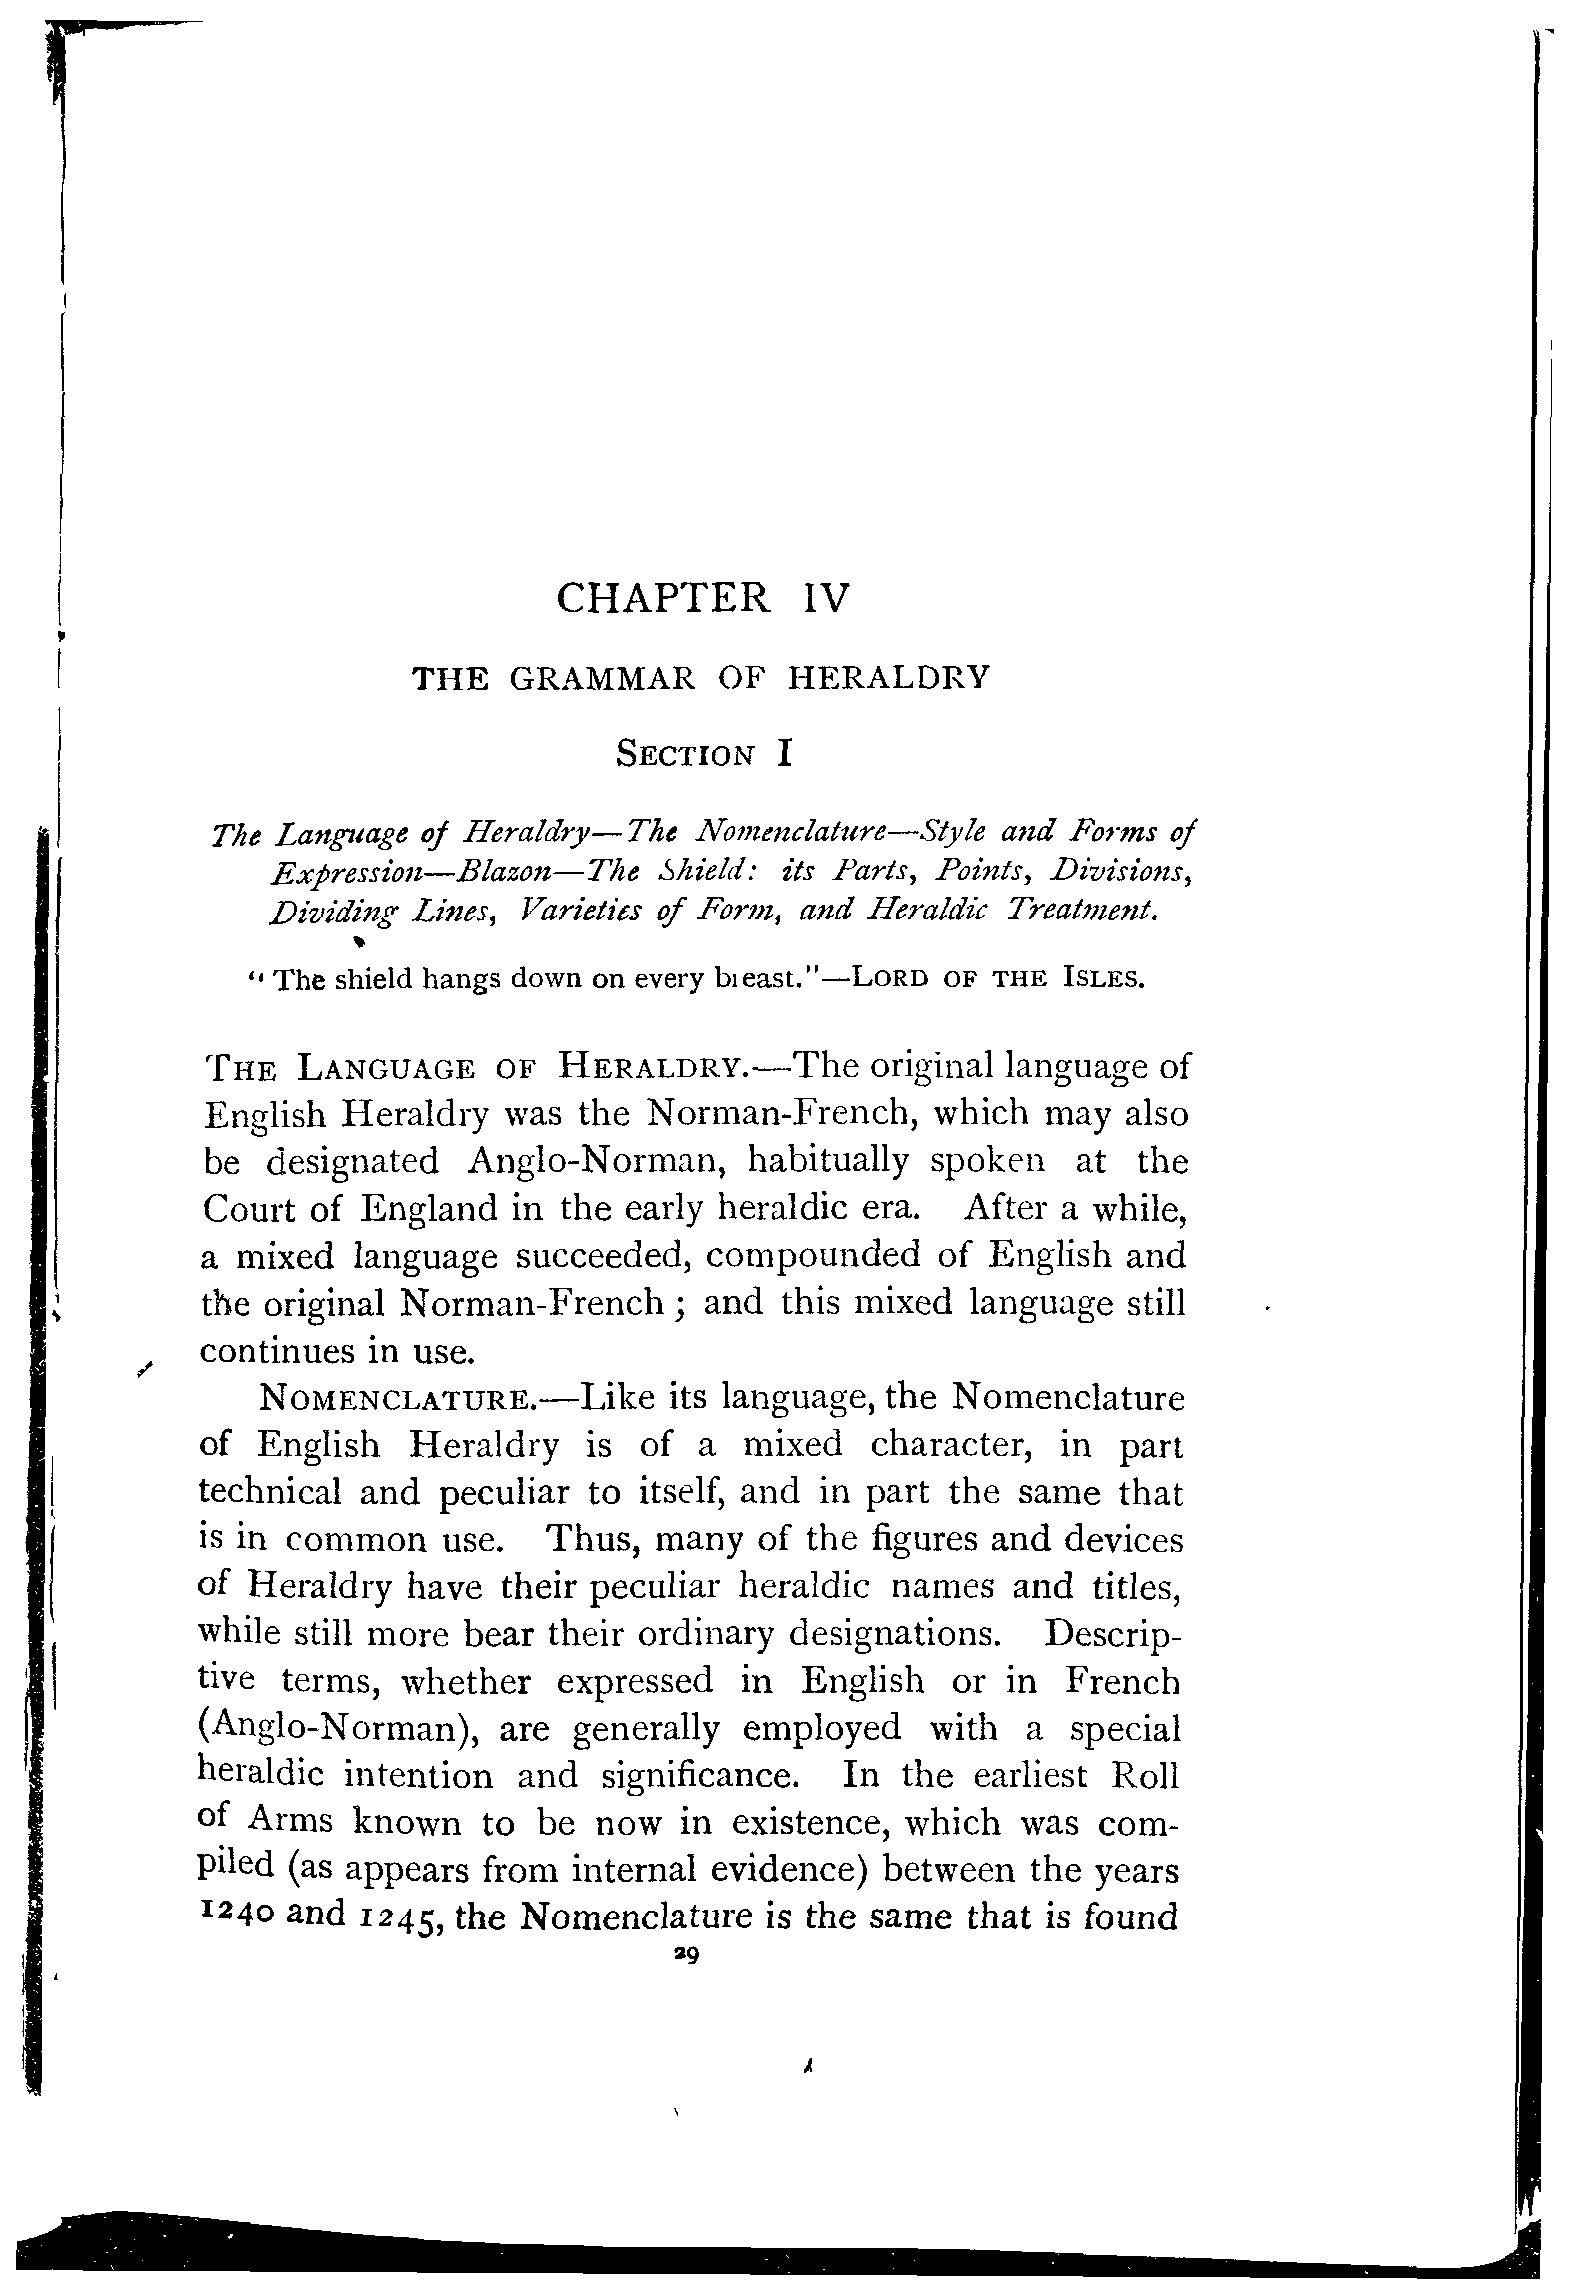 CHAPTER IV
THE GRAMMAR OF HERALDRY
SECTION I
The Language of Heraldry—The Nomenclature—Style and Forms of
Expression—Blazon—The Shield: its Parts, Points, Divisions,
Dividing Lines, Varieties of Form, and Heraldic Treatment.
"The shield hangs down on every breast."—LORD OF THE ISLES.
THE LANGUAGE OF HERALDRY.—The original language of
English Heraldry was the Norman-French, which may also
be designated Anglo-Norman, habitually spoken at the
Court of England in the early heraldic era. After a while,
a mixed language succeeded, compounded of English and
the original Norman-French; and this mixed language still
continues in use.
NOMENCLATURE.—Like its language, the Nomenclature
of English Heraldry is of a mixed character, in part
technical and peculiar to itself, and in part the same that
is in common use. Thus, many of the figures and devices
of Heraldry have their peculiar heraldic names and titles,
while still more bear their ordinary designations. Descrip-
tive terms, whether expressed in English or in French
(Anglo-Norman), are generally employed with a special
heraldic intention and significance. In the earliest Roll
of Arms known to be now in existence, which was com-
piled (as appears from internal evidence) between the years
1240 and 1245, the Nomenclature is the same that is found
29